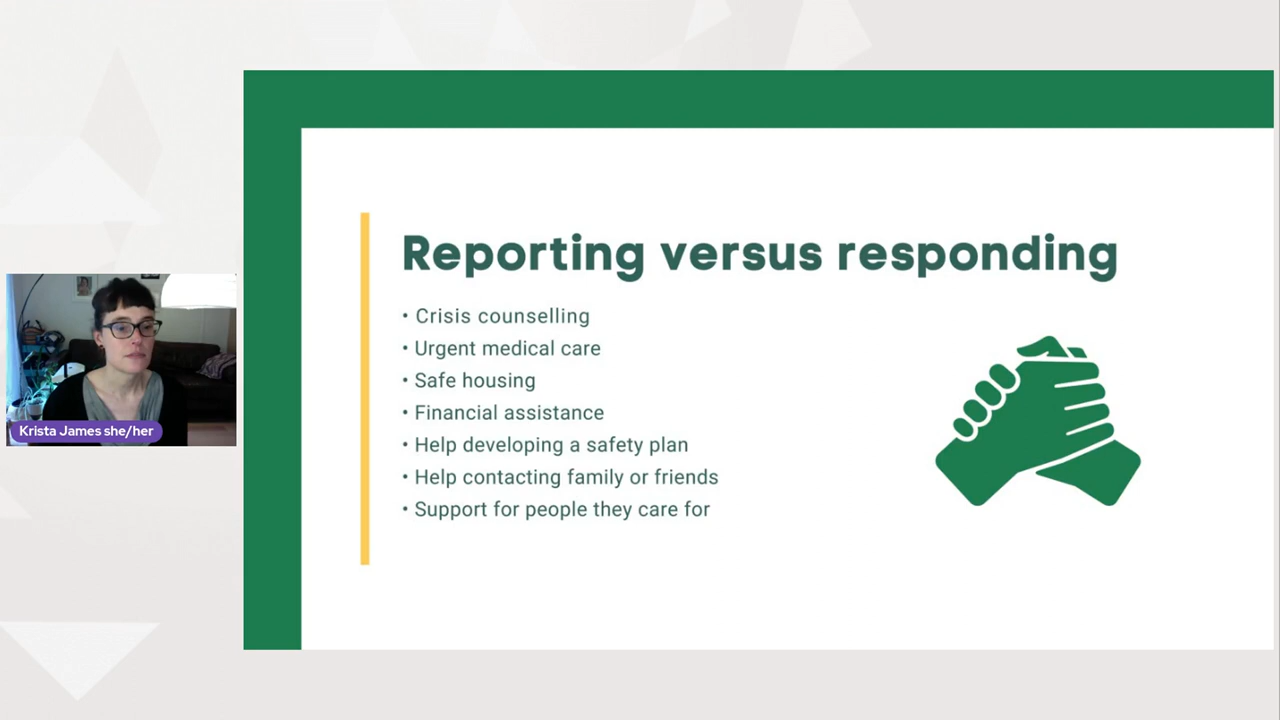 Reporting versus responding
• Crisis counselling
• Urgent medical care
• Safe housing
• Financial assistance
• Help developing a safety plan
• Help contacting family or friends
• Support for people they care for
Krista James she/her